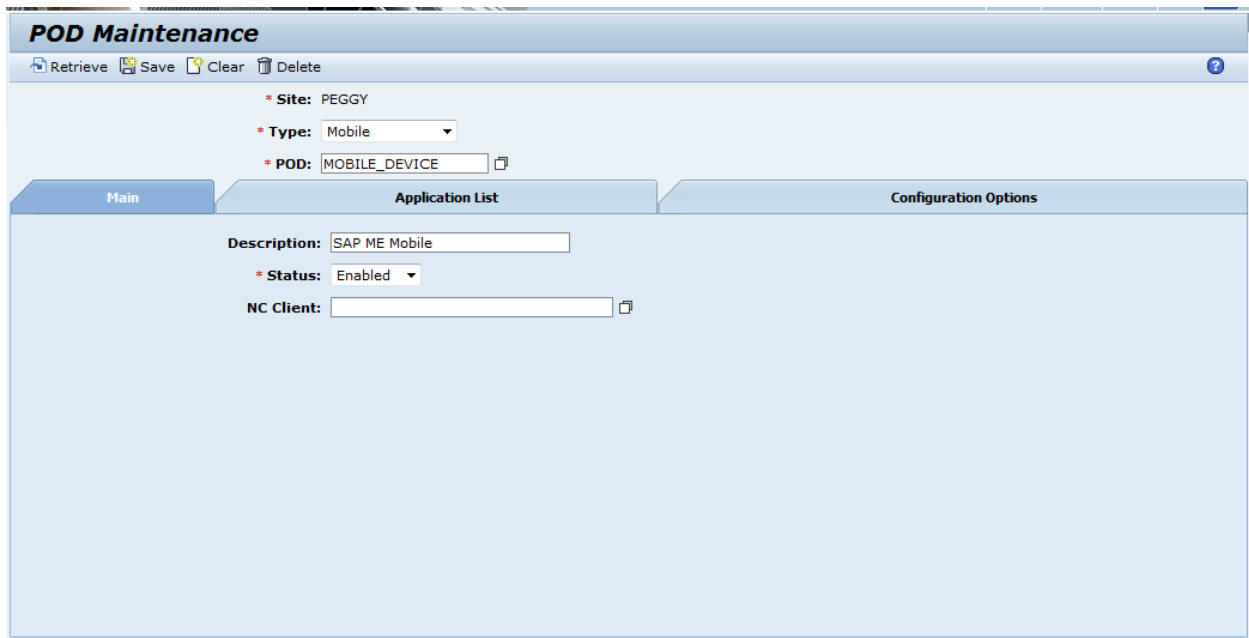 POD Maintenance
Retrieve Save Clear Delete ?
* Site: PEGGY
* Type: Mobile
* POD: MOBILE_DEVICE
Main Application List Configuration Options
Description: SAP ME Mobile
* Status: Enabled
NC Client: